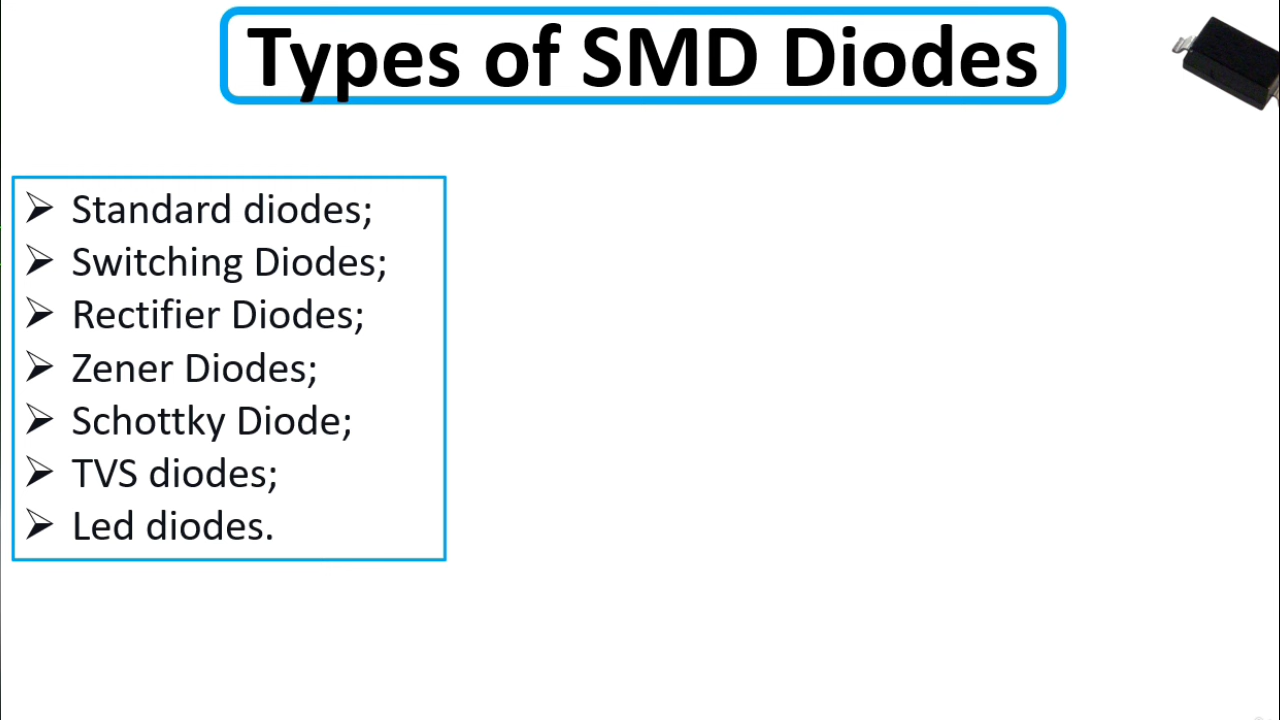 Types of SMD Diodes
Standard diodes;
Switching Diodes;
Rectifier Diodes;
Zener Diodes;
Schottky Diode;
TVS diodes;
Led diodes.